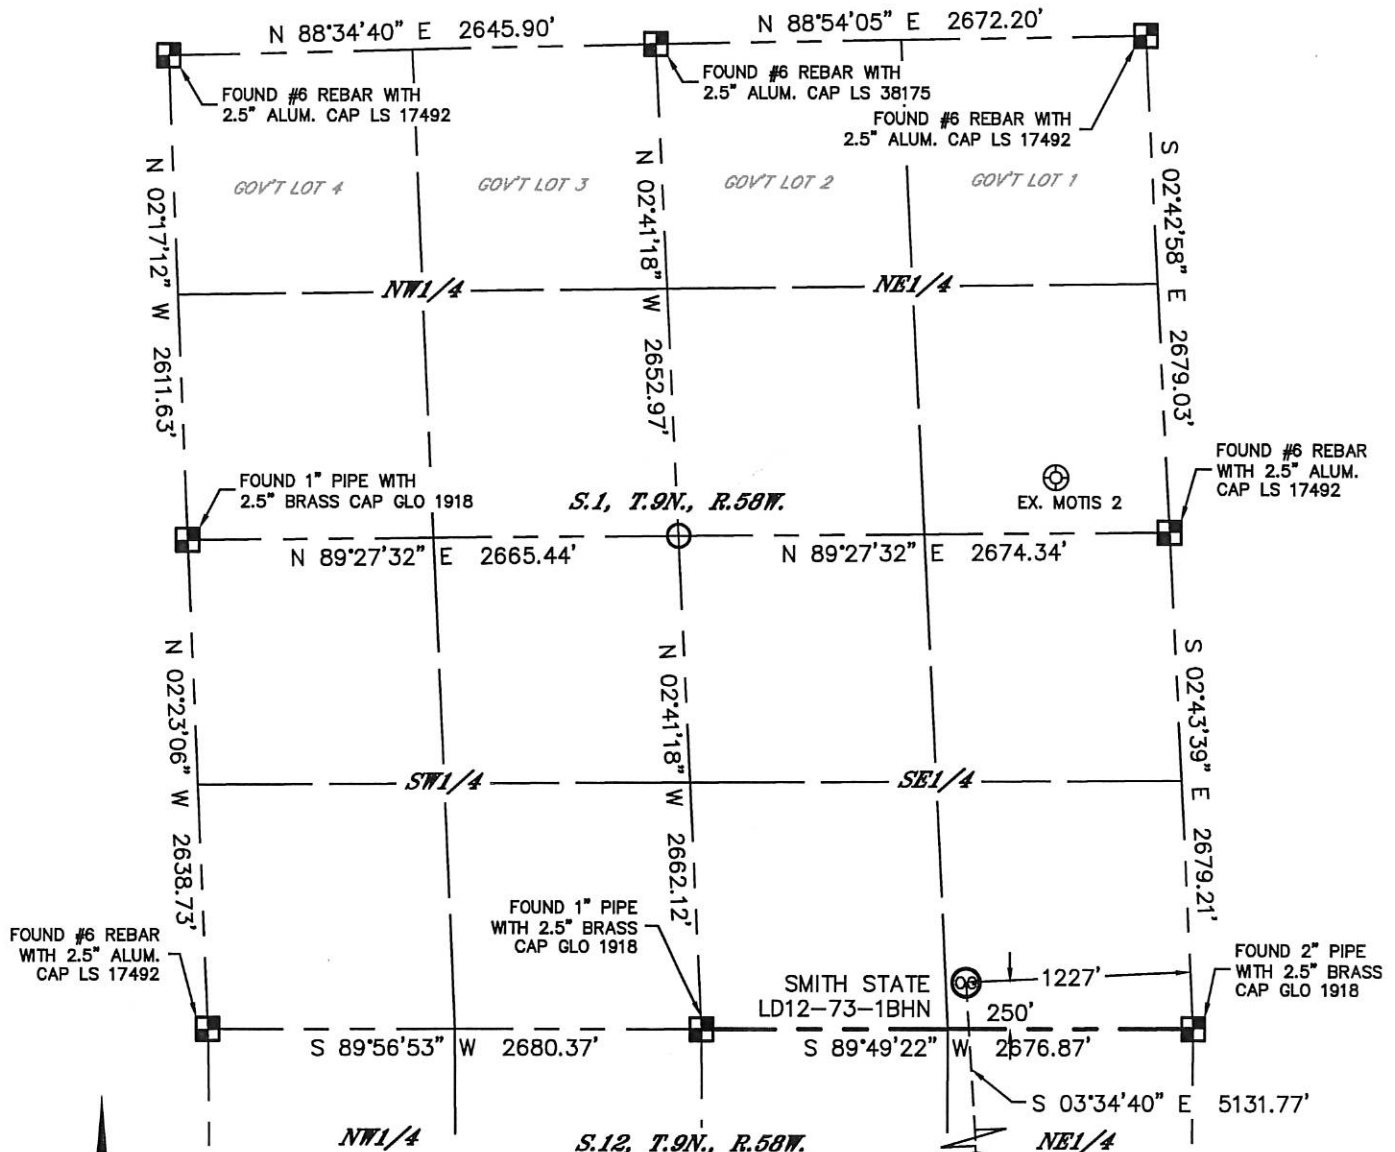 N 88°34'40" E 2645.90'
N 88°54'05" E 2672.20'
FOUND #6 REBAR WITH
2.5" ALUM. CAP LS 17492
FOUND #6 REBAR WITH
2.5" ALUM. CAP LS 38175
FOUND #6 REBAR WITH
2.5" ALUM. CAP LS 17492
N 02°17'12" W 2611.63'
N 02°41'18" W 2652.97'
S 02°42'58" E 2679.03'
GOV'T LOT 4
GOV'T LOT 3
GOV'T LOT 2
GOV'T LOT 1
NW1/4
NE1/4
FOUND 1" PIPE WITH
2.5" BRASS CAP GLO 1918
S.1, T.9N., R.58W.
EX. MOTIS 2
FOUND #6 REBAR
WITH 2.5" ALUM.
CAP LS 17492
N 89°27'32" E 2665.44'
N 89°27'32" E 2674.34'
N 02°23'06" W 2638.73'
N 02°41'18" W 2662.12'
S 02°43'39" E 2679.21'
SW1/4
SE1/4
FOUND #6 REBAR
WITH 2.5" ALUM.
CAP LS 17492
FOUND 1" PIPE
WITH 2.5" BRASS
CAP GLO 1918
SMITH STATE
LD12-73-1BHN
1227'
250'
FOUND 2" PIPE
WITH 2.5" BRASS
CAP GLO 1918
S 89°56'53" W 2680.37'
S 89°49'22" W 2676.87'
S 03°34'40" E 5131.77'
NW1/4
S.12, T.9N., R.58W.
NE1/4